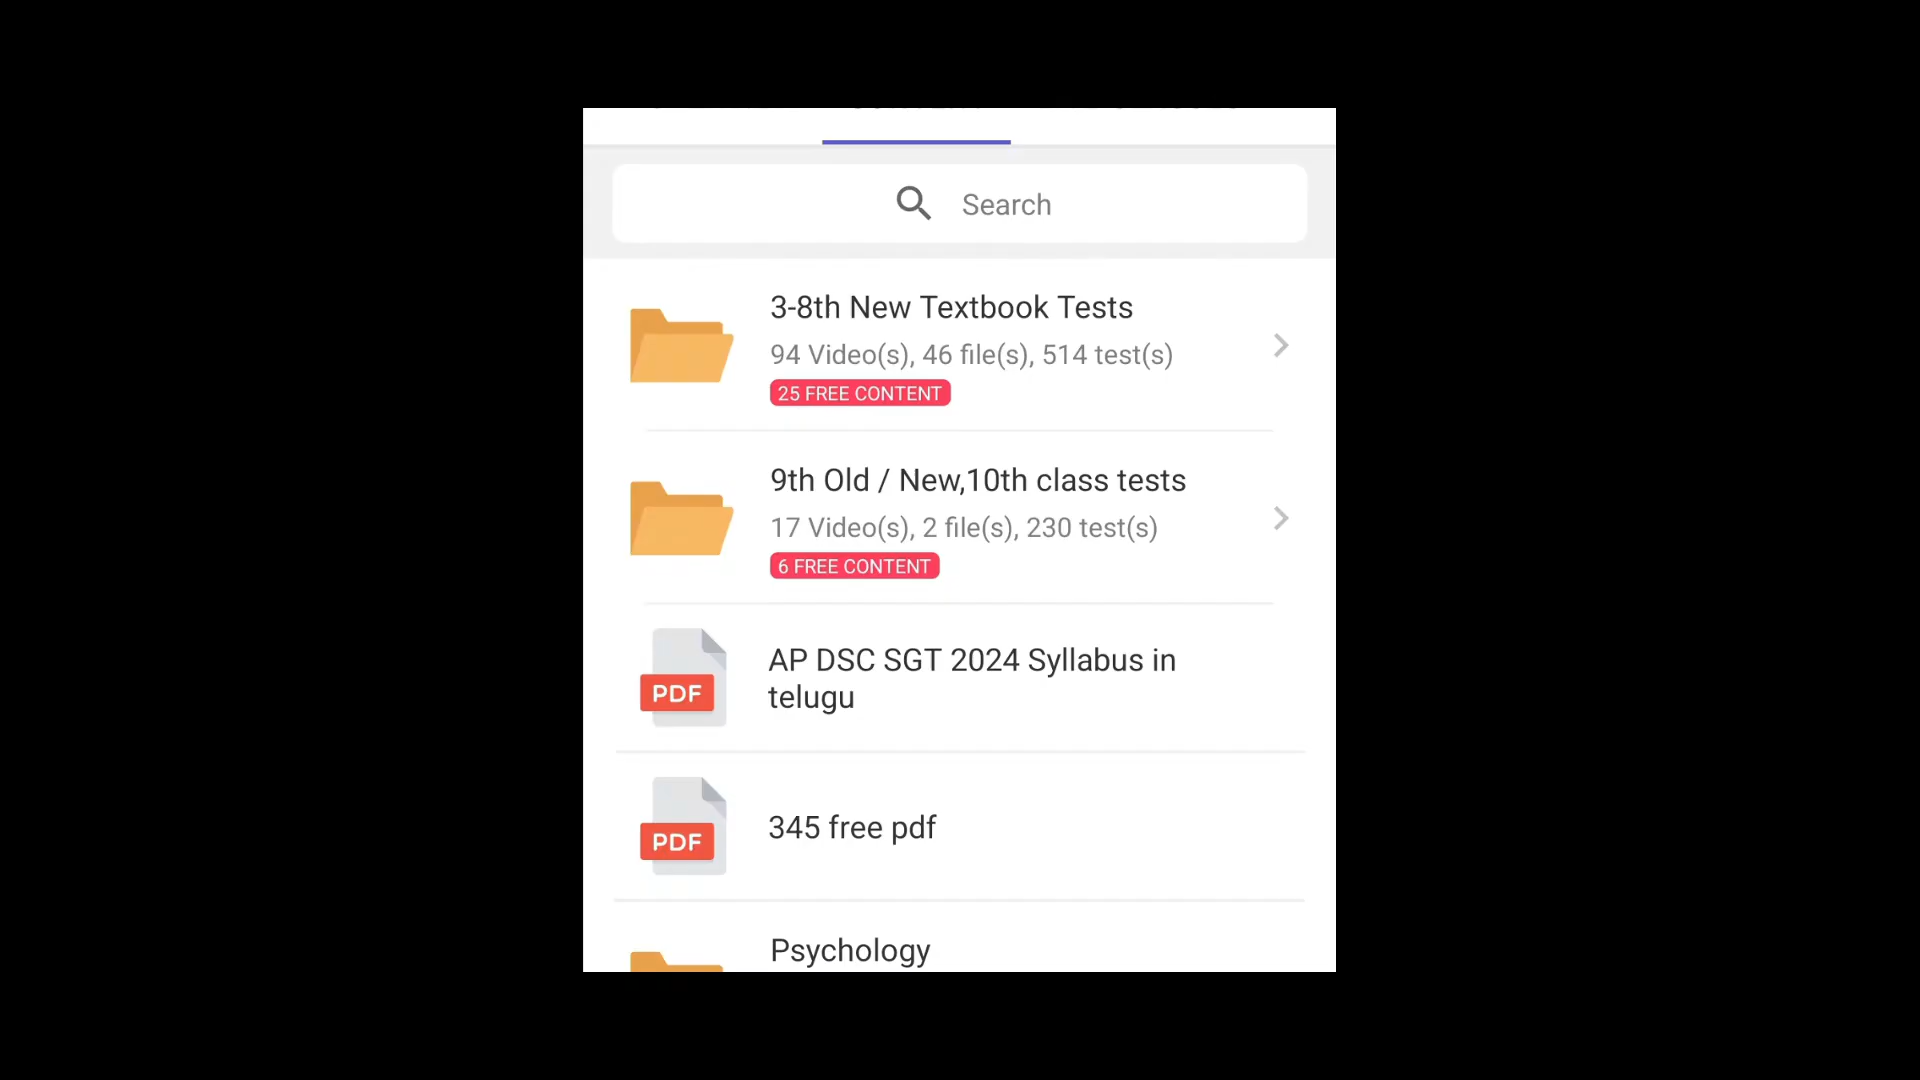 Search
3-8th New Textbook Tests
94 Video(s), 46 file(s), 514 test(s)
25 FREE CONTENT
9th Old / New,10th class tests
17 Video(s), 2 file(s), 230 test(s)
6 FREE CONTENT
PDF
AP DSC SGT 2024 Syllabus in
telugu
PDF
345 free pdf
Psychology